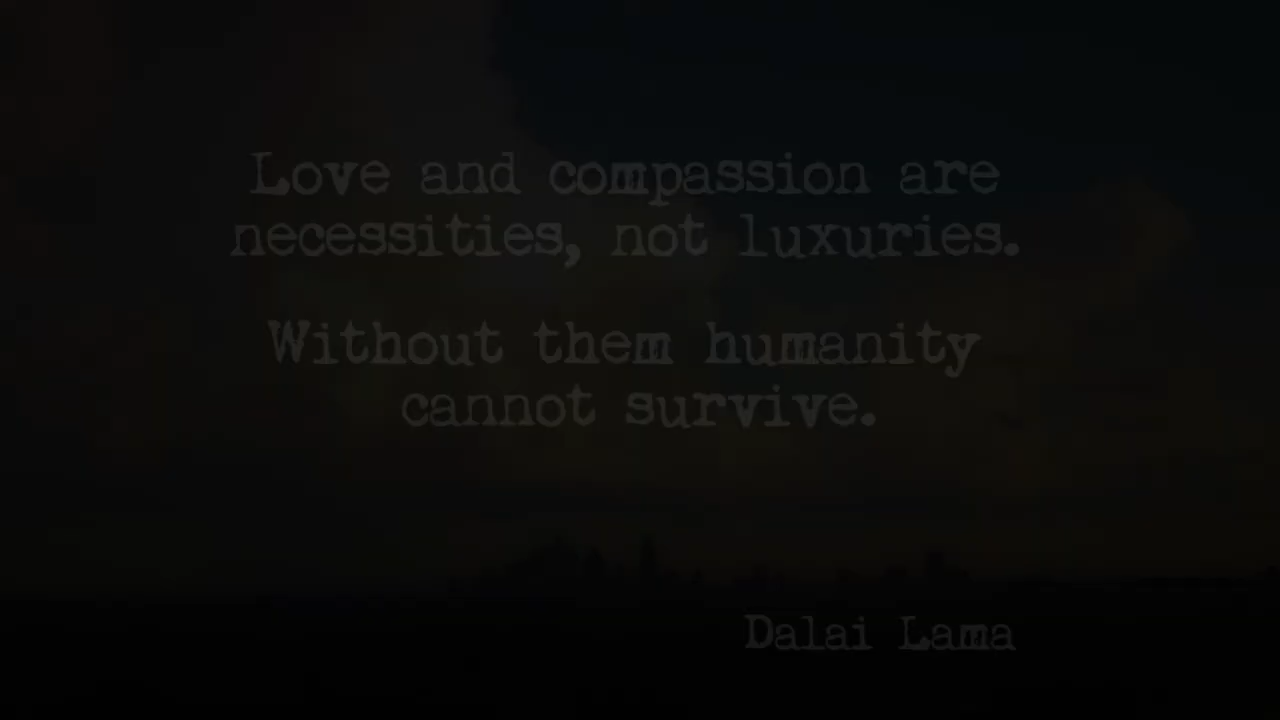 Love and compassion are
necessities, not luxuries.
Without them humanity
cannot survive.
Dalai Lama